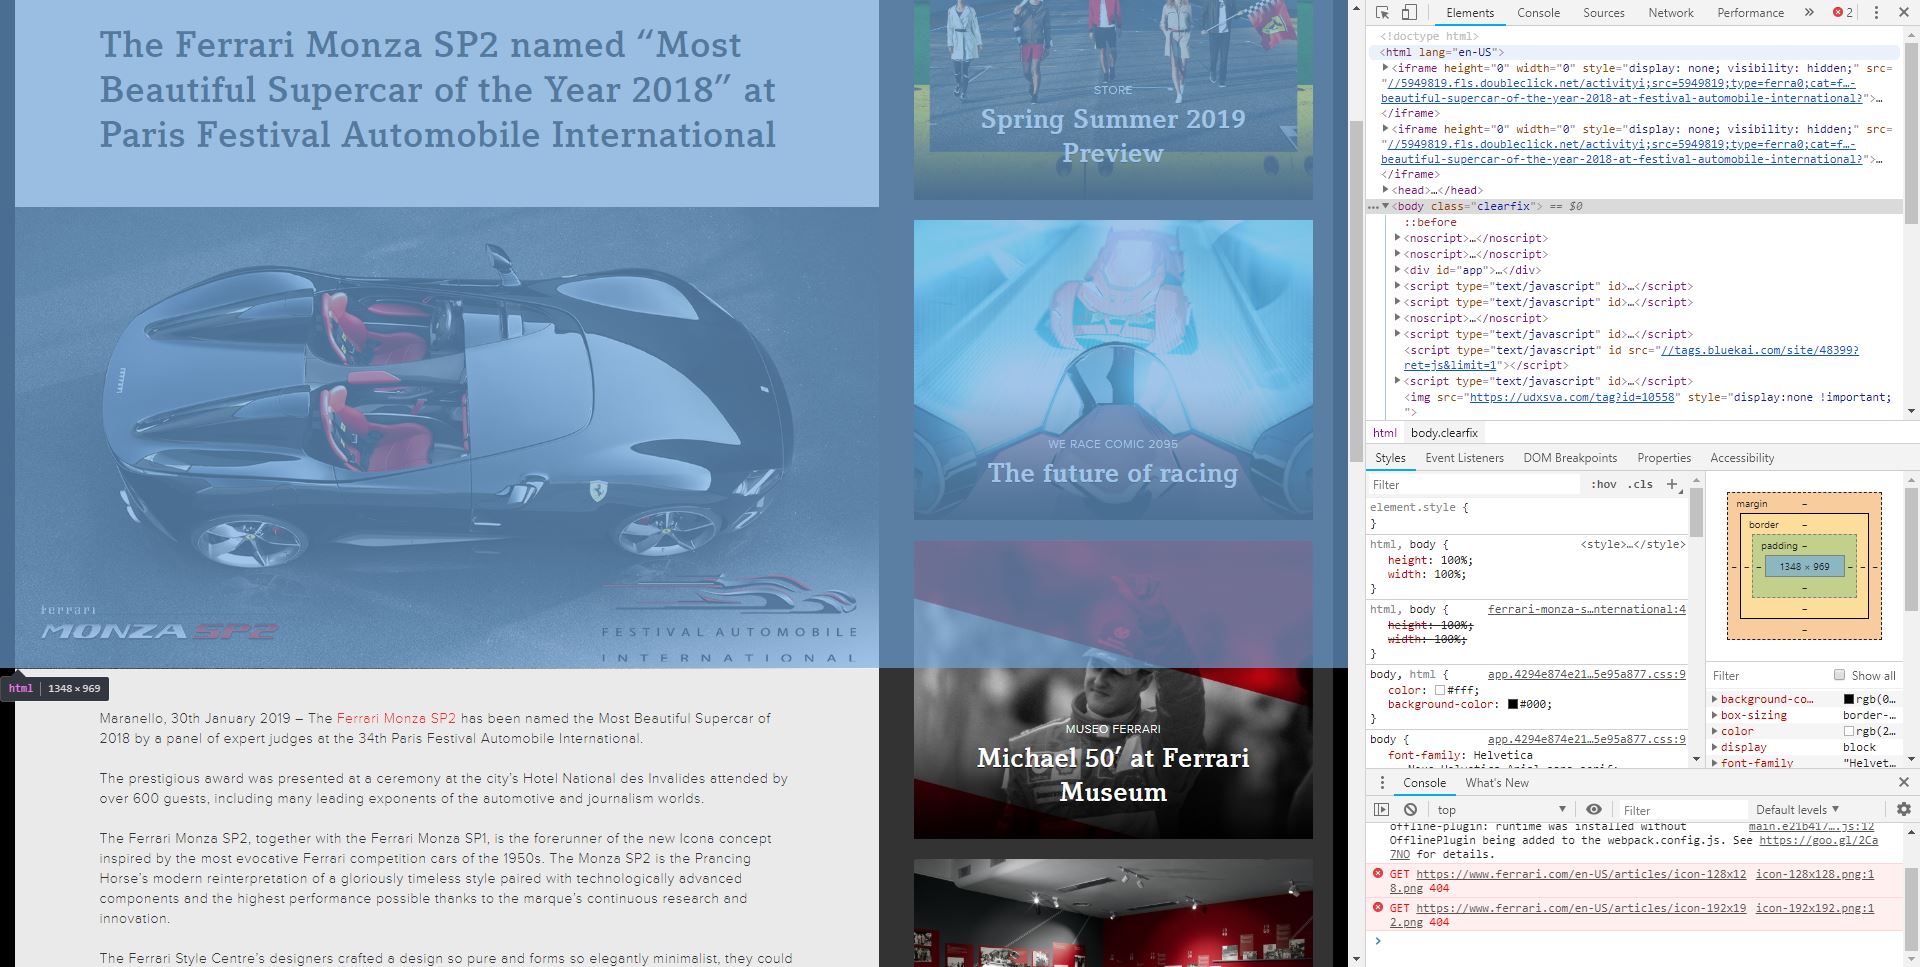 The Ferrari Monza SP2 named “Most
Beautiful Supercar of the Year 2018” at
Paris Festival Automobile International
ferrari
MONZA SP2
FESTIVAL AUTOMOBILE
INTERNATIONAL
html 1348 × 969
Maranello, 30th January 2019 – The Ferrari Monza SP2 has been named the Most Beautiful Supercar of
2018 by a panel of expert judges at the 34th Paris Festival Automobile International.
The prestigious award was presented at a ceremony at the city’s Hotel National des Invalides attended by
over 600 guests, including many leading exponents of the automotive and journalism worlds.
The Ferrari Monza SP2, together with the Ferrari Monza SP1, is the forerunner of the new Icona concept
inspired by the most evocative Ferrari competition cars of the 1950s. The Monza SP2 is the Prancing
Horse’s modern reinterpretation of a gloriously timeless style paired with technologically advanced
components and the highest performance possible thanks to the marque’s continuous research and
innovation.
The Ferrari Style Centre’s designers crafted a design so pure and forms so elegantly minimalist, they could
STORE
Spring Summer 2019
Preview
WE RACE COMIC 2095
The future of racing
MUSEO FERRARI
Michael 50’ at Ferrari
Museum
Elements Console Sources Network Performance » 2
<!doctype html>
<html lang="en-US">
<iframe height="0" width="0" style="display: none; visibility: hidden;" src=
"//5949819.fls.doubleclick.net/activityi;src=5949819;type=ferra0;cat=f…-
beautiful-supercar-of-the-year-2018-at-festival-automobile-international?">…
</iframe>
<iframe height="0" width="0" style="display: none; visibility: hidden;" src=
"//5949819.fls.doubleclick.net/activityi;src=5949819;type=ferra0;cat=f…-
beautiful-supercar-of-the-year-2018-at-festival-automobile-international?">…
</iframe>
<head>…</head>
<body class="clearfix"> == $0
::before
<noscript>…</noscript>
<noscript>…</noscript>
<div id="app">…</div>
<script type="text/javascript" id>…</script>
<script type="text/javascript" id>…</script>
<noscript>…</noscript>
<script type="text/javascript" id>…</script>
<script type="text/javascript" id src="//tags.bluekai.com/site/48399?
ret=js&limit=1"></script>
<script type="text/javascript" id>…</script>
<img src="https://udxsva.com/tag?id=10558" style="display:none !important;
">
html body.clearfix
Styles Event Listeners DOM Breakpoints Properties Accessibility
Filter :hov .cls +
element.style {
}
html, body { <style>…</style>
height: 100%;
width: 100%;
}
html, body { ferrari-monza-s…nternational:4
height: 100%;
width: 100%;
}
body, html { app.4294e874e21…5e95a877.css:9
color: #fff;
background-color: #000;
}
body { app.4294e874e21…5e95a877.css:9
font-family: Helvetica
margin –
border –
padding –
1348 × 969
–
–
–
Filter Show all
background-co… rgb(0…
box-sizing border-…
color rgb(2…
display block
font-family "Helvet…
Console What's New
top Filter Default levels
offline-plugin: runtime was installed without main.e21b417….js:12
OfflinePlugin being added to the webpack.config.js. See https://goo.gl/2Ca
7NO for details.
GET https://www.ferrari.com/en-US/articles/icon-128x12 icon-128x128.png:1
8.png 404
GET https://www.ferrari.com/en-US/articles/icon-192x19 icon-192x192.png:1
2.png 404